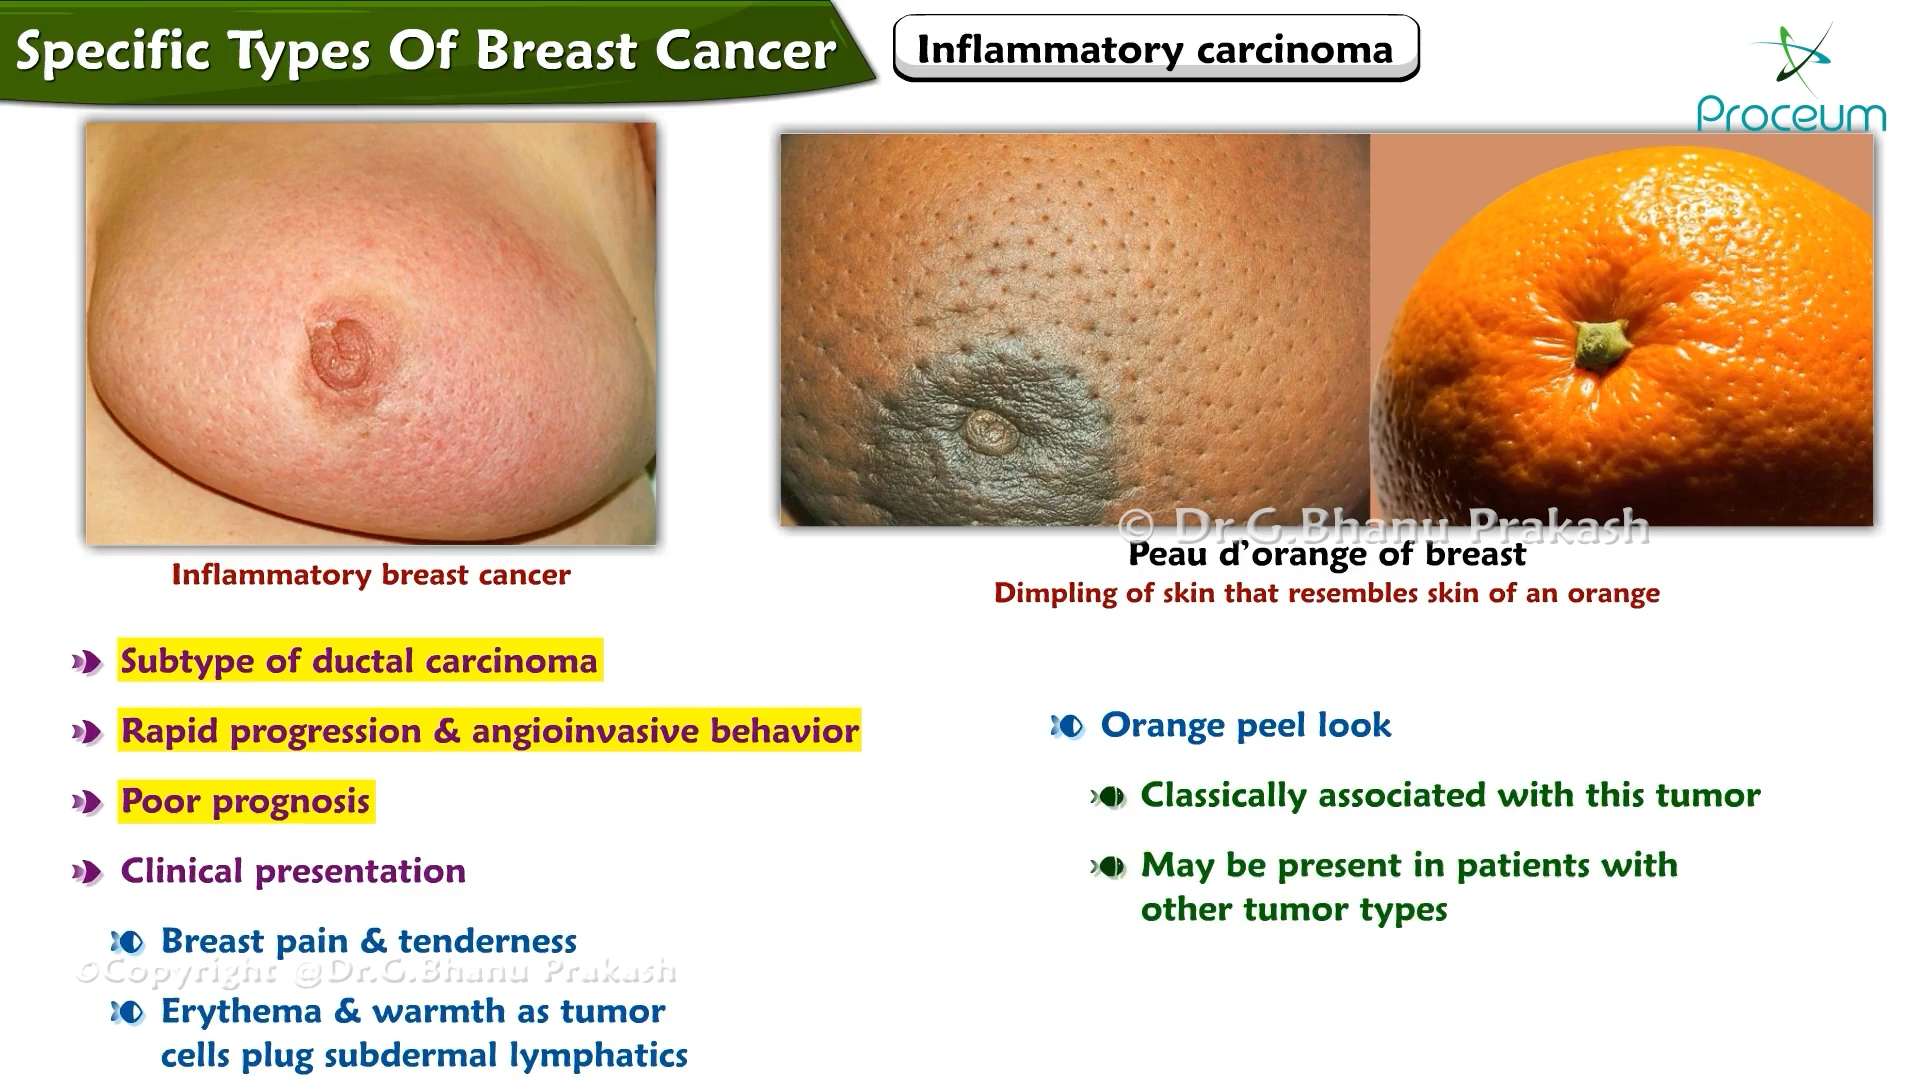 Specific Types Of Breast Cancer
Inflammatory carcinoma
Proceum
© Dr.G.Bhanu Prakash
Inflammatory breast cancer
Peau d’orange of breast
Dimpling of skin that resembles skin of an orange
Subtype of ductal carcinoma
Rapid progression & angioinvasive behavior
Poor prognosis
Clinical presentation
Breast pain & tenderness
©Copyright @Dr.G.Bhanu Prakash
Erythema & warmth as tumor
cells plug subdermal lymphatics
Orange peel look
Classically associated with this tumor
May be present in patients with
other tumor types